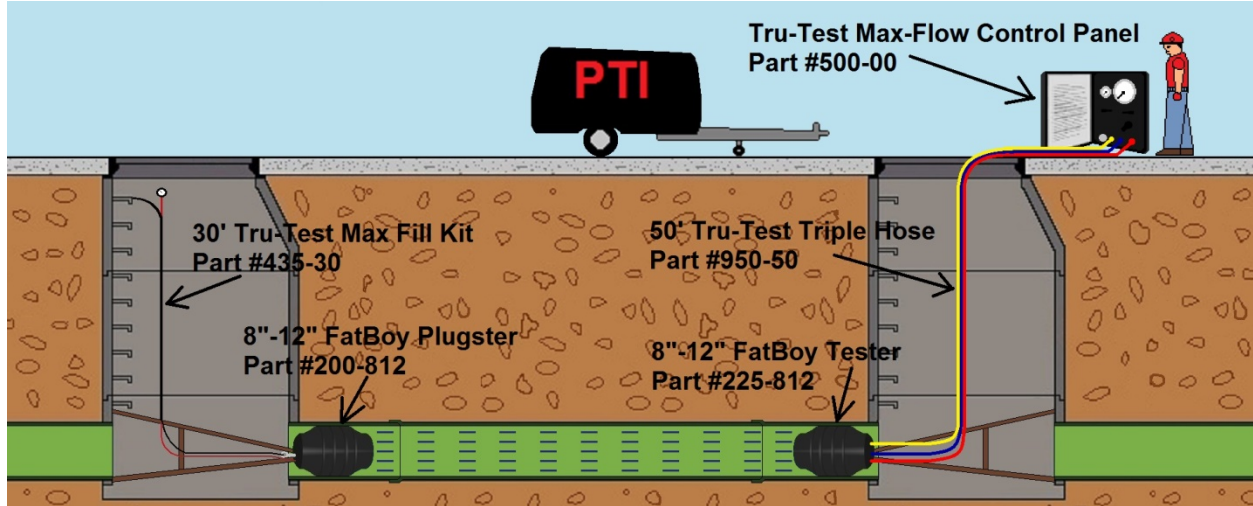 Tru-Test Max-Flow Control Panel
Part #500-00
PTI
30' Tru-Test Max Fill Kit
Part #435-30
50' Tru-Test Triple Hose
Part #950-50
8"-12" FatBoy Plugster
Part #200-812
8"-12" FatBoy Tester
Part #225-812